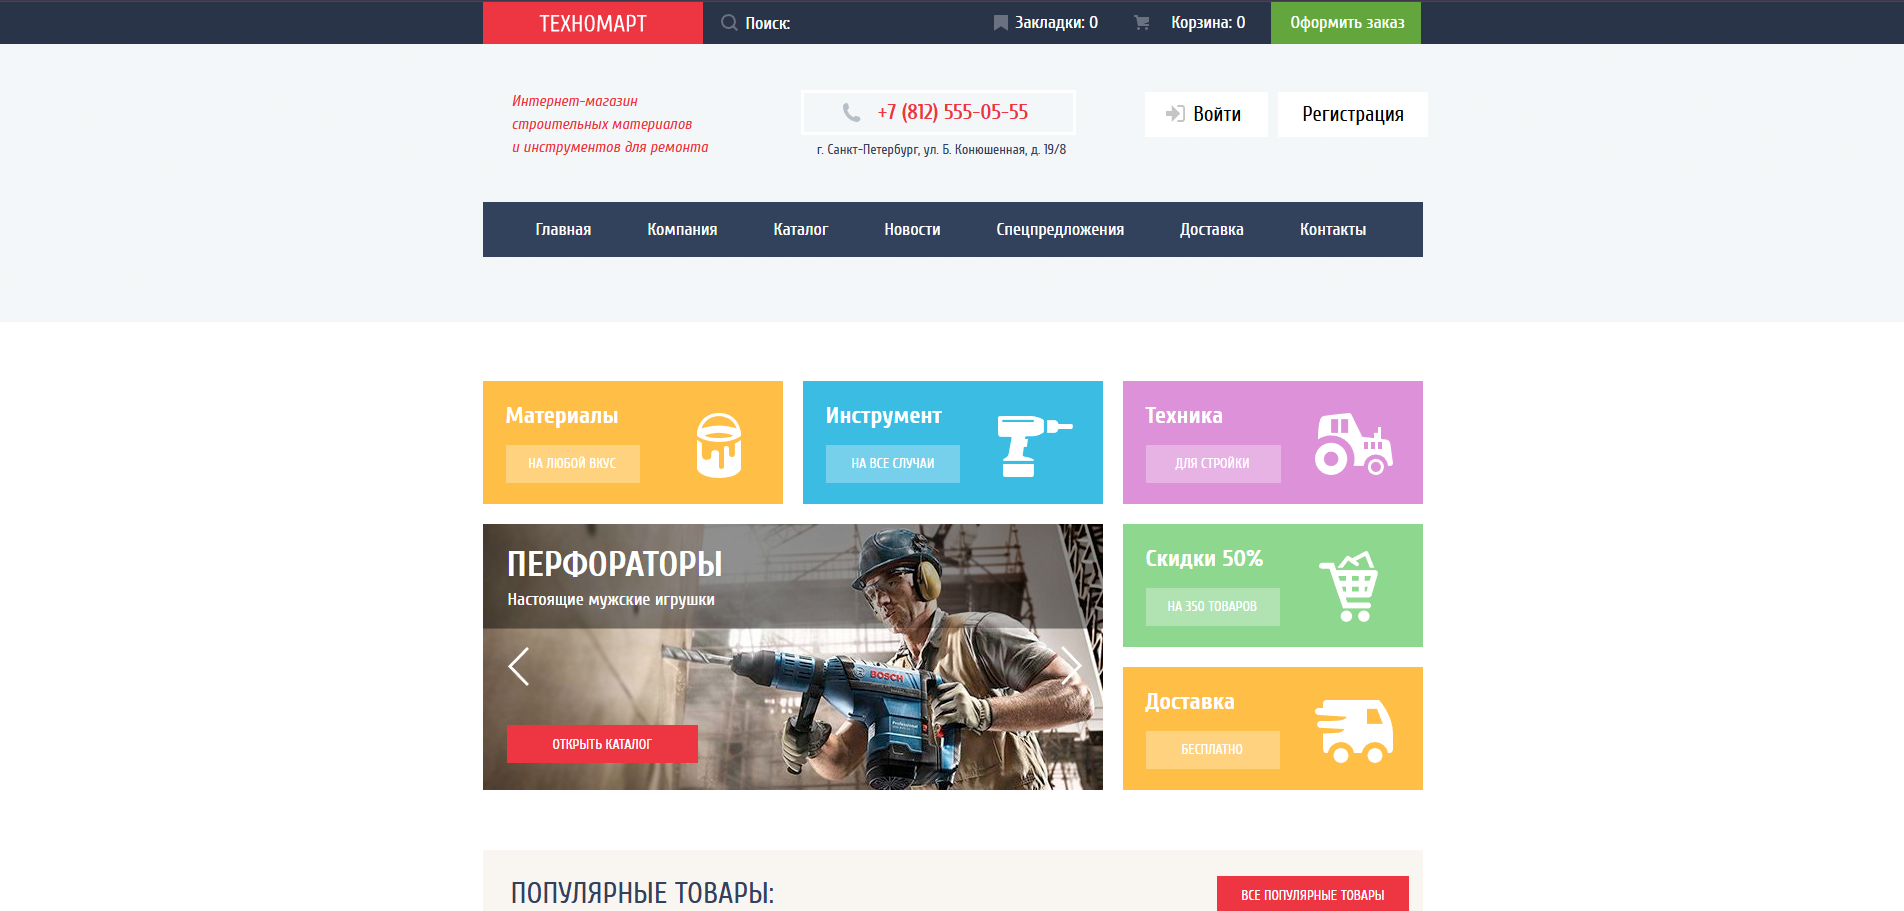 ТЕХНОМАРТ
Поиск:
Закладки: 0
Корзина: 0
Оформить заказ
Интернет-магазин
строительных материалов
и инструментов для ремонта
+7 (812) 555-05-55
г. Санкт-Петербург, ул. Б. Конюшенная, д. 19/8
Войти
Регистрация
Главная
Компания
Каталог
Новости
Спецпредложения
Доставка
Контакты
Материалы
НА ЛЮБОЙ ВКУС
Инструмент
НА ВСЕ СЛУЧАИ
Техника
ДЛЯ СТРОЙКИ
ПЕРФОРАТОРЫ
Настоящие мужские игрушки
BOSCH
Professional
ОТКРЫТЬ КАТАЛОГ
Скидки 50%
НА 350 ТОВАРОВ
Доставка
БЕСПЛАТНО
ПОПУЛЯРНЫЕ ТОВАРЫ:
ВСЕ ПОПУЛЯРНЫЕ ТОВАРЫ